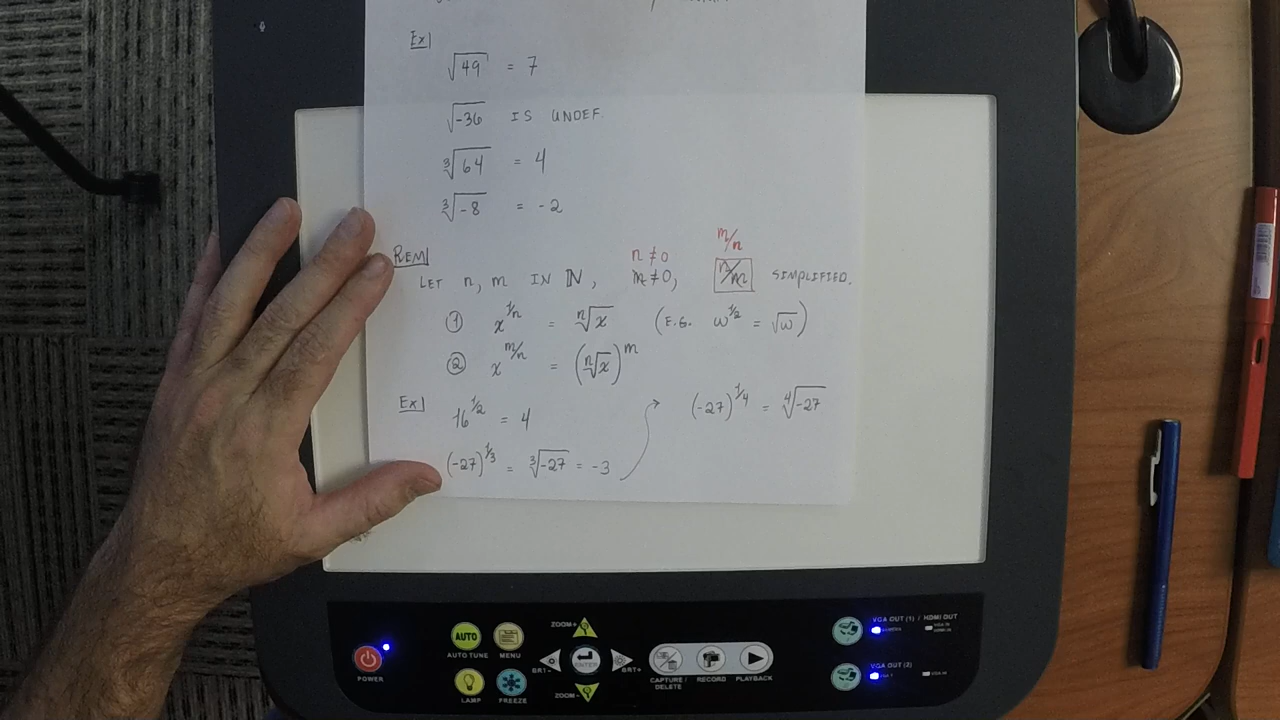 Ex
√49 = 7
√-36 IS UNDEF.
∛64 = 4
∛-8 = -2
REM
m/n
n ≠ 0
LET n, m IN ℕ, m ≠ 0, n/m SIMPLIFIED.
① x^(1/n) = ⁿ√x (E.G. w^(1/2) = √w)
② x^(m/n) = (ⁿ√x)^m
Ex
16^(1/2) = 4
(-27)^(1/3) = ∛-27 = -3
(-27)^(1/4) = ∜-27
POWER
AUTO
AUTO TUNE
MENU
LAMP
FREEZE
ZOOM+
BRT-
ENTER
BRT+
ZOOM-
CAPTURE / DELETE
RECORD
PLAYBACK
VGA OUT (1) / HDMI OUT
VGA OUT (2)